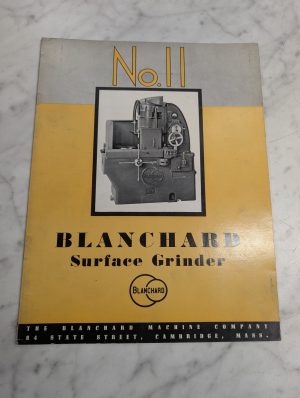 No. 11
BLANCHARD
Surface Grinder
BLANCHARD
THE BLANCHARD MACHINE COMPANY
64 STATE STREET, CAMBRIDGE, MASS.